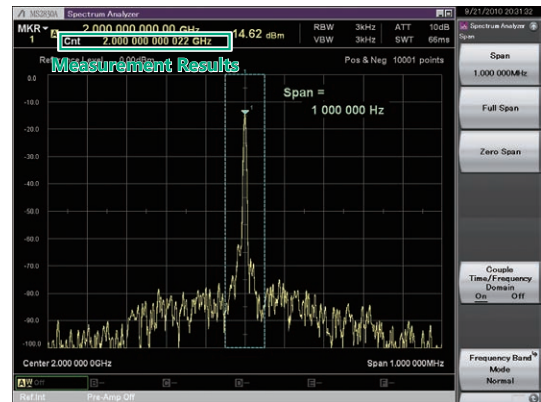 MS2830A Spectrum Analyzer
9/21/2010 20:31:32
MKR
1
A
2.000 000 000 00 GHz
-14.62 dBm
Cnt 2.000 000 000 022 GHz
RBW 3kHz ATT 10dB
VBW 3kHz SWT 66ms
Reference Level 0.00dBm
Measurement Results
Pos & Neg 10001 points
Span =
1 000 000 Hz
0.0
-10.0
-20.0
-30.0
-40.0
-50.0
-60.0
-70.0
-80.0
-90.0
-100.0
1
Center 2.000 000 0GHz
Span 1.000 000MHz
Ref.Int Pre-Amp Off
Spectrum Analyzer
Span
Span
1.000 000MHz
Full Span
Zero Span
Couple
Time/Frequency
Domain
On Off
Frequency Band
Mode
Normal